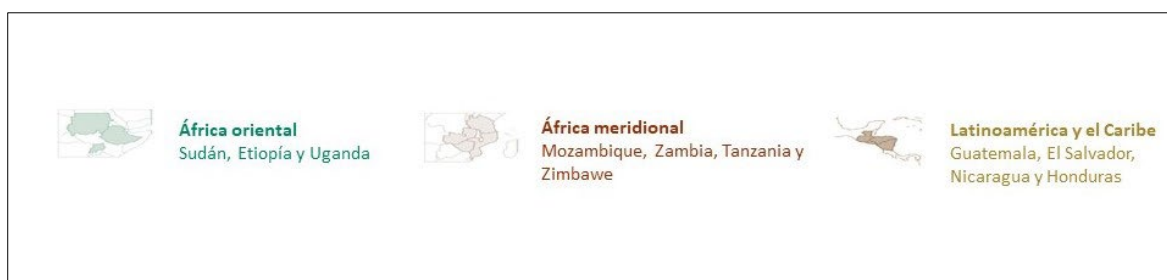 África oriental
Sudán, Etiopía y Uganda
África meridional
Mozambique, Zambia, Tanzania y
Zimbawe
Latinoamérica y el Caribe
Guatemala, El Salvador,
Nicaragua y Honduras